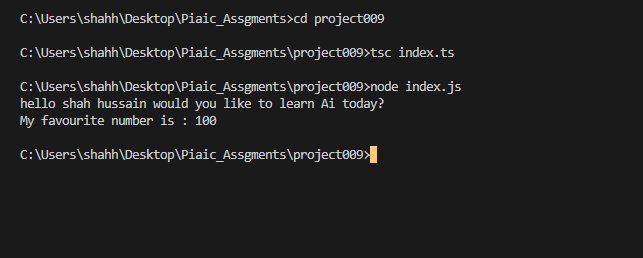 C:\Users\shahh\Desktop\Piaic_Assgments>cd project009
C:\Users\shahh\Desktop\Piaic_Assgments\project009>tsc index.ts
C:\Users\shahh\Desktop\Piaic_Assgments\project009>node index.js
hello shah hussain would you like to learn Ai today?
My favourite number is : 100
C:\Users\shahh\Desktop\Piaic_Assgments\project009>